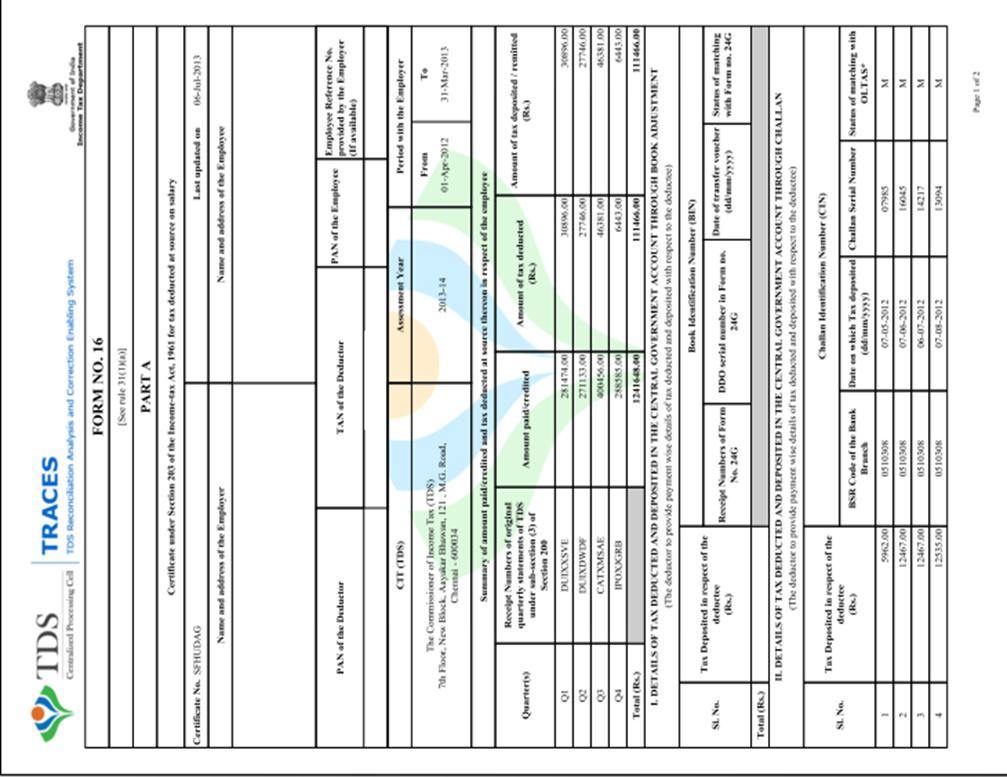 TDS
Centralized Processing Cell
TRACES
TDS Reconciliation Analysis and Correction Enabling System
Government of India
Income Tax Department
FORM NO. 16
[See rule 31(1)(a)]
PART A
Certificate under Section 203 of the Income-tax Act, 1961 for tax deducted at source on salary
Certificate No. SFHUDAG Last updated on 06-Jul-2013
Name and address of the Employer Name and address of the Employee
PAN of the Deductor TAN of the Deductor PAN of the Employee Employee Reference No.
provided by the Employer
(If available)
CIT (TDS) Assessment Year Period with the Employer
The Commissioner of Income Tax (TDS)
7th Floor, New Block, Aayakar Bhawan, 121 , M.G. Road,
Chennai - 600034
2013-14
From To
01-Apr-2012 31-Mar-2013
Summary of amount paid/credited and tax deducted at source thereon in respect of the employee
Quarter(s) Receipt Numbers of original
quarterly statements of TDS
under sub-section (3) of
Section 200
Amount paid/credited Amount of tax deducted
(Rs.)
Amount of tax deposited / remitted
(Rs.)
Q1 DUIXXSVE 281474.00 30896.00 30896.00
Q2 DUIXDWDF 271133.00 27746.00 27746.00
Q3 CATXMSAE 400456.00 46381.00 46381.00
Q4 IPOXJGRB 288585.00 6443.00 6443.00
Total (Rs.) 1241648.00 111466.00 111466.00
I. DETAILS OF TAX DEDUCTED AND DEPOSITED IN THE CENTRAL GOVERNMENT ACCOUNT THROUGH BOOK ADJUSTMENT
(The deductor to provide payment wise details of tax deducted and deposited with respect to the deductee)
Sl. No. Tax Deposited in respect of the
deductee
(Rs.)
Book Identification Number (BIN)
Receipt Numbers of Form
No. 24G
DDO serial number in Form no.
24G
Date of transfer voucher
(dd/mm/yyyy)
Status of matching
with Form no. 24G
Total (Rs.)
II. DETAILS OF TAX DEDUCTED AND DEPOSITED IN THE CENTRAL GOVERNMENT ACCOUNT THROUGH CHALLAN
(The deductor to provide payment wise details of tax deducted and deposited with respect to the deductee)
Sl. No. Tax Deposited in respect of the
deductee
(Rs.)
Challan Identification Number (CIN)
BSR Code of the Bank
Branch
Date on which Tax deposited
(dd/mm/yyyy)
Challan Serial Number Status of matching with
OLTAS*
1 5962.00 0510308 07-05-2012 07985 M
2 12467.00 0510308 07-06-2012 16045 M
3 12467.00 0510308 06-07-2012 14217 M
4 12535.00 0510308 07-08-2012 13094 M
Page 1 of 2